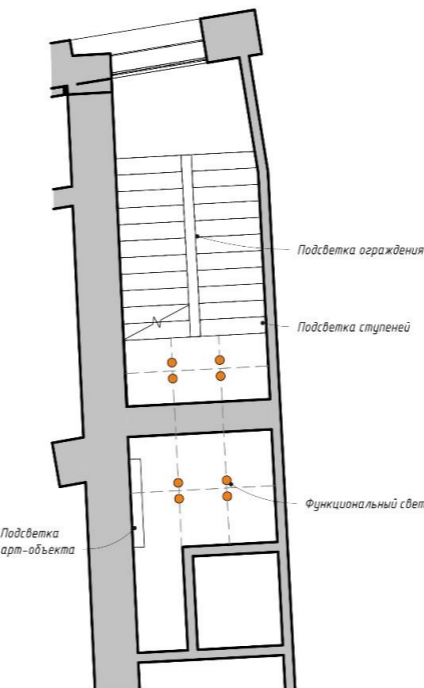 Подсветка ограждения
Подсветка ступеней
Функциональный свет
Подсветка
арт-объекта